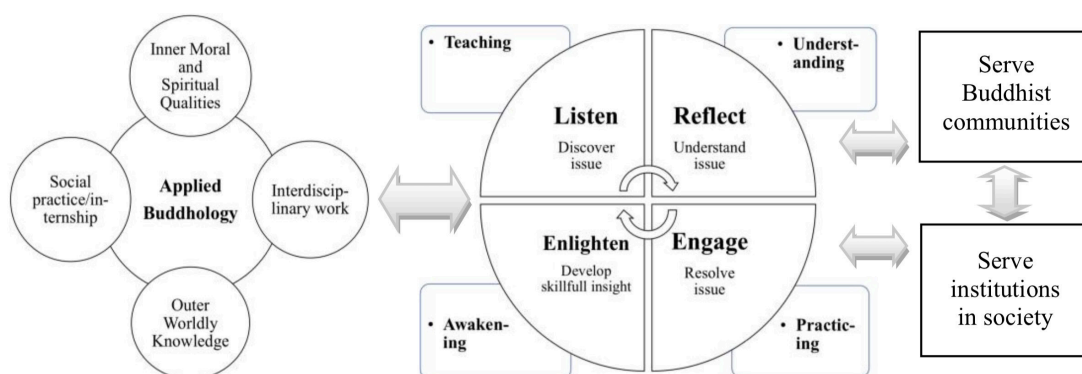 Inner Moral
and
Spiritual
Qualities
Social
practice/in-
ternship
Applied
Buddhology
Interdiscip-
linary work
Outer
Worldly
Knowledge
• Teaching
• Underst-
anding
Listen
Discover
issue
Reflect
Understand
issue
Enlighten
Develop
skillfull insight
Engage
Resolve
issue
• Awaken-
ing
• Practic-
ing
Serve
Buddhist
communities
Serve
institutions
in society